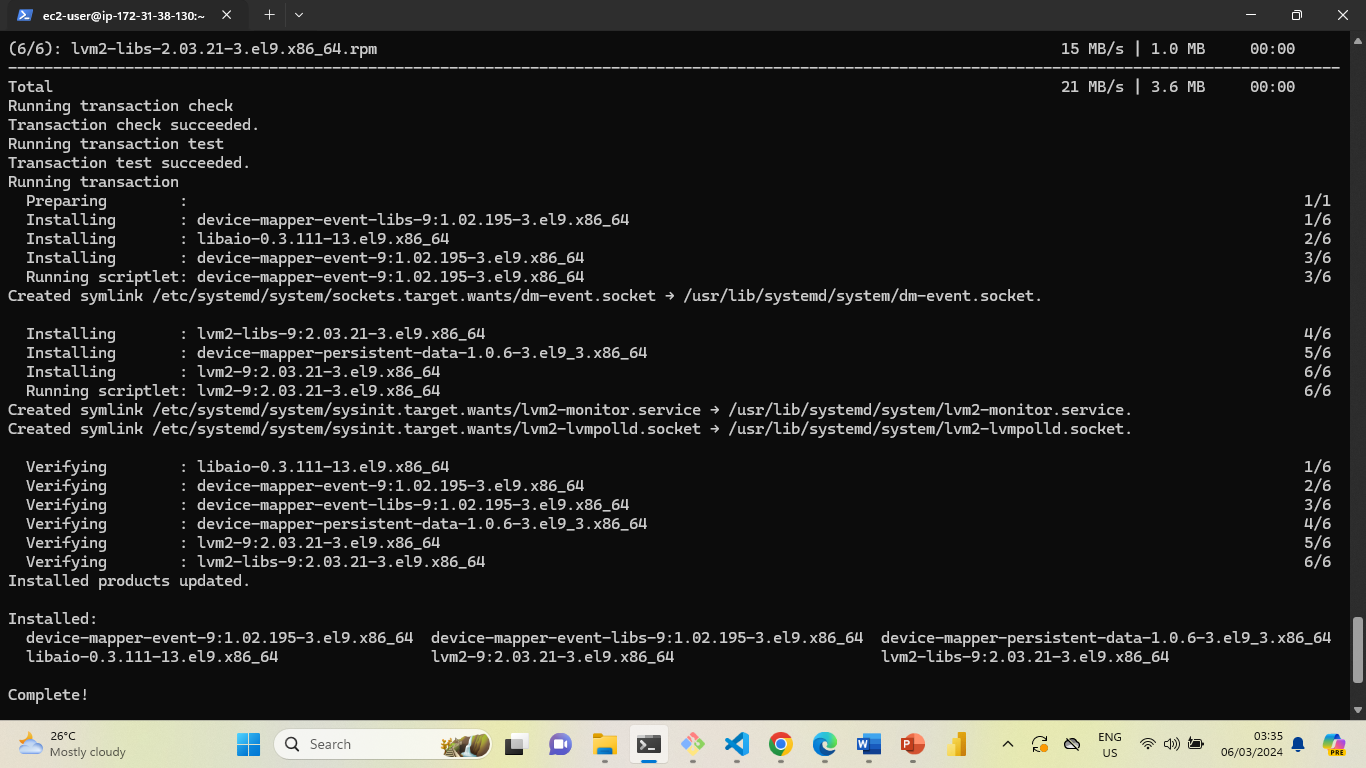 ec2-user@ip-172-31-38-130:~
(6/6): lvm2-libs-2.03.21-3.el9.x86_64.rpm 15 MB/s | 1.0 MB 00:00
--------------------------------------------------------------------------------
Total 21 MB/s | 3.6 MB 00:00
Running transaction check
Transaction check succeeded.
Running transaction test
Transaction test succeeded.
Running transaction
Preparing : 1/1
Installing : device-mapper-event-libs-9:1.02.195-3.el9.x86_64 1/6
Installing : libaio-0.3.111-13.el9.x86_64 2/6
Installing : device-mapper-event-9:1.02.195-3.el9.x86_64 3/6
Running scriptlet: device-mapper-event-9:1.02.195-3.el9.x86_64 3/6
Created symlink /etc/systemd/system/sockets.target.wants/dm-event.socket → /usr/lib/systemd/system/dm-event.socket.
Installing : lvm2-libs-9:2.03.21-3.el9.x86_64 4/6
Installing : device-mapper-persistent-data-1.0.6-3.el9_3.x86_64 5/6
Installing : lvm2-9:2.03.21-3.el9.x86_64 6/6
Running scriptlet: lvm2-9:2.03.21-3.el9.x86_64 6/6
Created symlink /etc/systemd/system/sysinit.target.wants/lvm2-monitor.service → /usr/lib/systemd/system/lvm2-monitor.service.
Created symlink /etc/systemd/system/sysinit.target.wants/lvm2-lvmpolld.socket → /usr/lib/systemd/system/lvm2-lvmpolld.socket.
Verifying : libaio-0.3.111-13.el9.x86_64 1/6
Verifying : device-mapper-event-9:1.02.195-3.el9.x86_64 2/6
Verifying : device-mapper-event-libs-9:1.02.195-3.el9.x86_64 3/6
Verifying : device-mapper-persistent-data-1.0.6-3.el9_3.x86_64 4/6
Verifying : lvm2-9:2.03.21-3.el9.x86_64 5/6
Verifying : lvm2-libs-9:2.03.21-3.el9.x86_64 6/6
Installed products updated.
Installed:
device-mapper-event-9:1.02.195-3.el9.x86_64 device-mapper-event-libs-9:1.02.195-3.el9.x86_64 device-mapper-persistent-data-1.0.6-3.el9_3.x86_64
libaio-0.3.111-13.el9.x86_64 lvm2-9:2.03.21-3.el9.x86_64 lvm2-libs-9:2.03.21-3.el9.x86_64
Complete!
26°C
Mostly cloudy
Search
W
P
ENG
US
03:35
06/03/2024
PRE